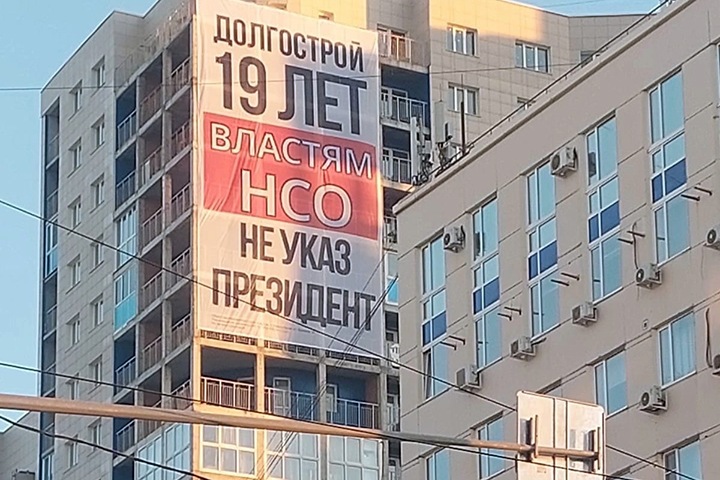 ДОЛГОСТРОЙ
19 ЛЕТ
ВЛАСТЯМ
НСО
НЕ УКАЗ
ПРЕЗИДЕНТ